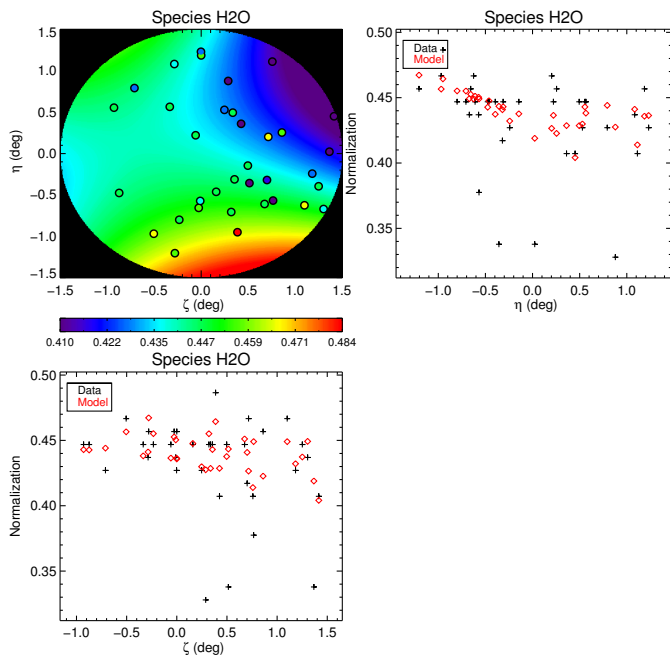 Species H2O
1.5
1.0
0.5
0.0
−0.5
−1.0
−1.5
η (deg)
−1.5 −1.0 −0.5 0.0 0.5 1.0 1.5
ζ (deg)
0.410 0.422 0.435 0.447 0.459 0.471 0.484
Species H2O
Data
Model
0.50
0.45
0.40
0.35
Normalization
−1.0 −0.5 0.0 0.5 1.0
η (deg)
Species H2O
Data
Model
0.50
0.45
0.40
0.35
Normalization
−1.0 −0.5 0.0 0.5 1.0 1.5
ζ (deg)